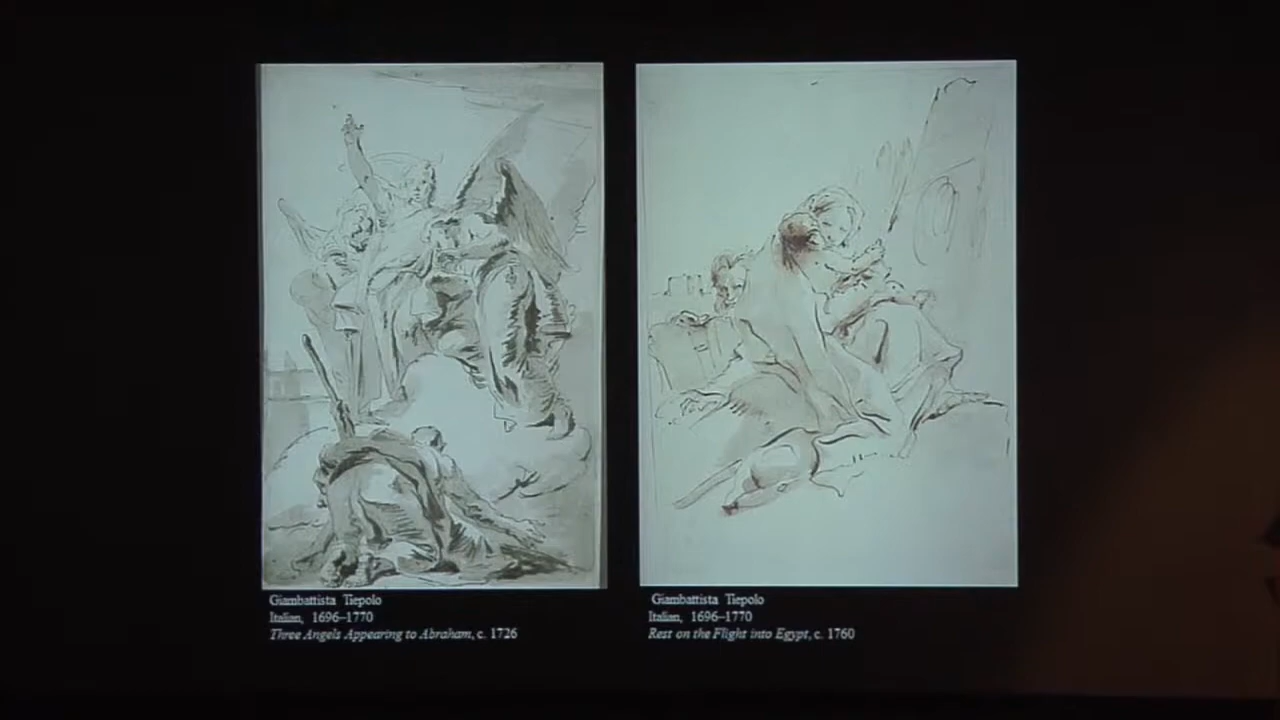 Giambattista Tiepolo
Italian, 1696–1770
Three Angels Appearing to Abraham, c. 1726
Giambattista Tiepolo
Italian, 1696–1770
Rest on the Flight into Egypt, c. 1760